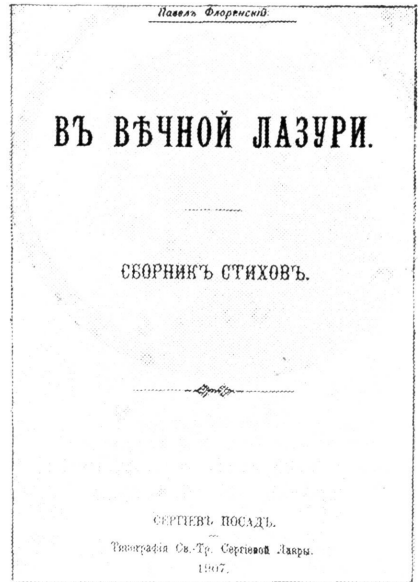 Павелъ Флоренскій.
ВЪ ВѢЧНОЙ ЛАЗУРИ.
СБОРНИКЪ СТИХОВЪ.
СЕРГІЕВЪ ПОСАДЪ.
Типографія Св.-Тр. Сергіевой Лавры.
1907.